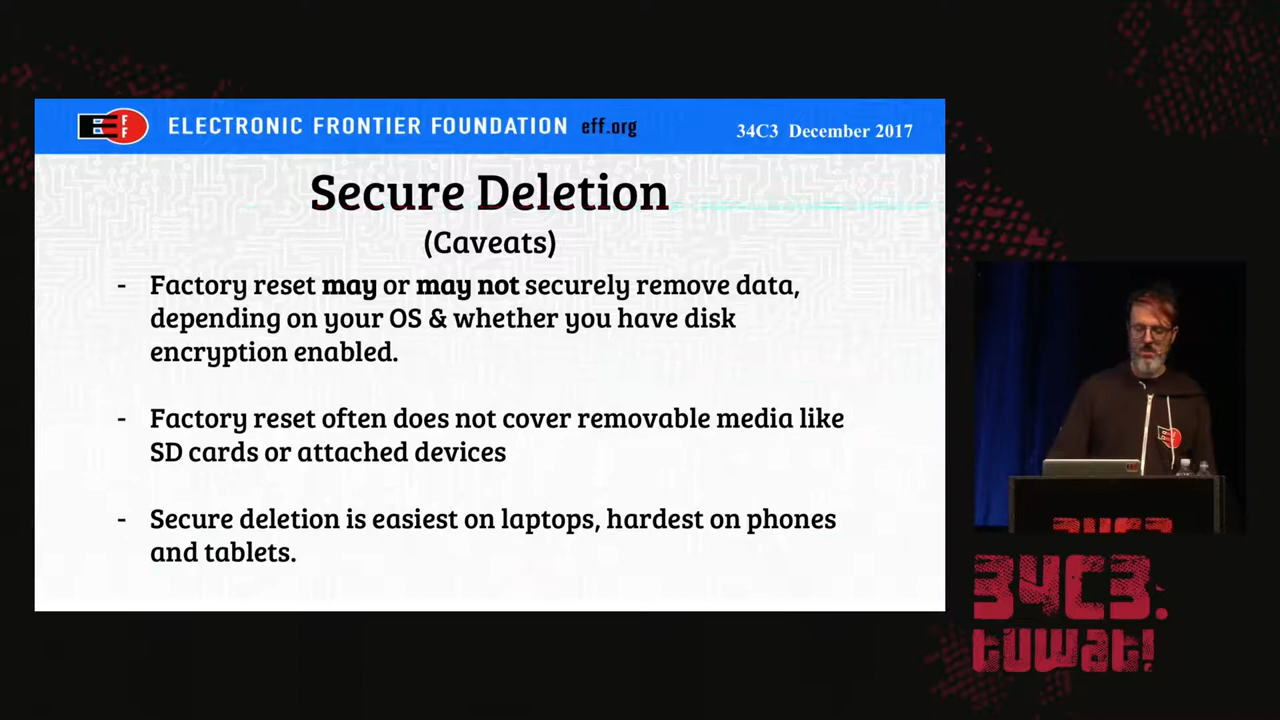 EFF
ELECTRONIC FRONTIER FOUNDATION eff.org
34C3 December 2017
Secure Deletion
(Caveats)
- Factory reset may or may not securely remove data,
depending on your OS & whether you have disk
encryption enabled.
- Factory reset often does not cover removable media like
SD cards or attached devices
- Secure deletion is easiest on laptops, hardest on phones
and tablets.
34C3
34C3.
tuwat!